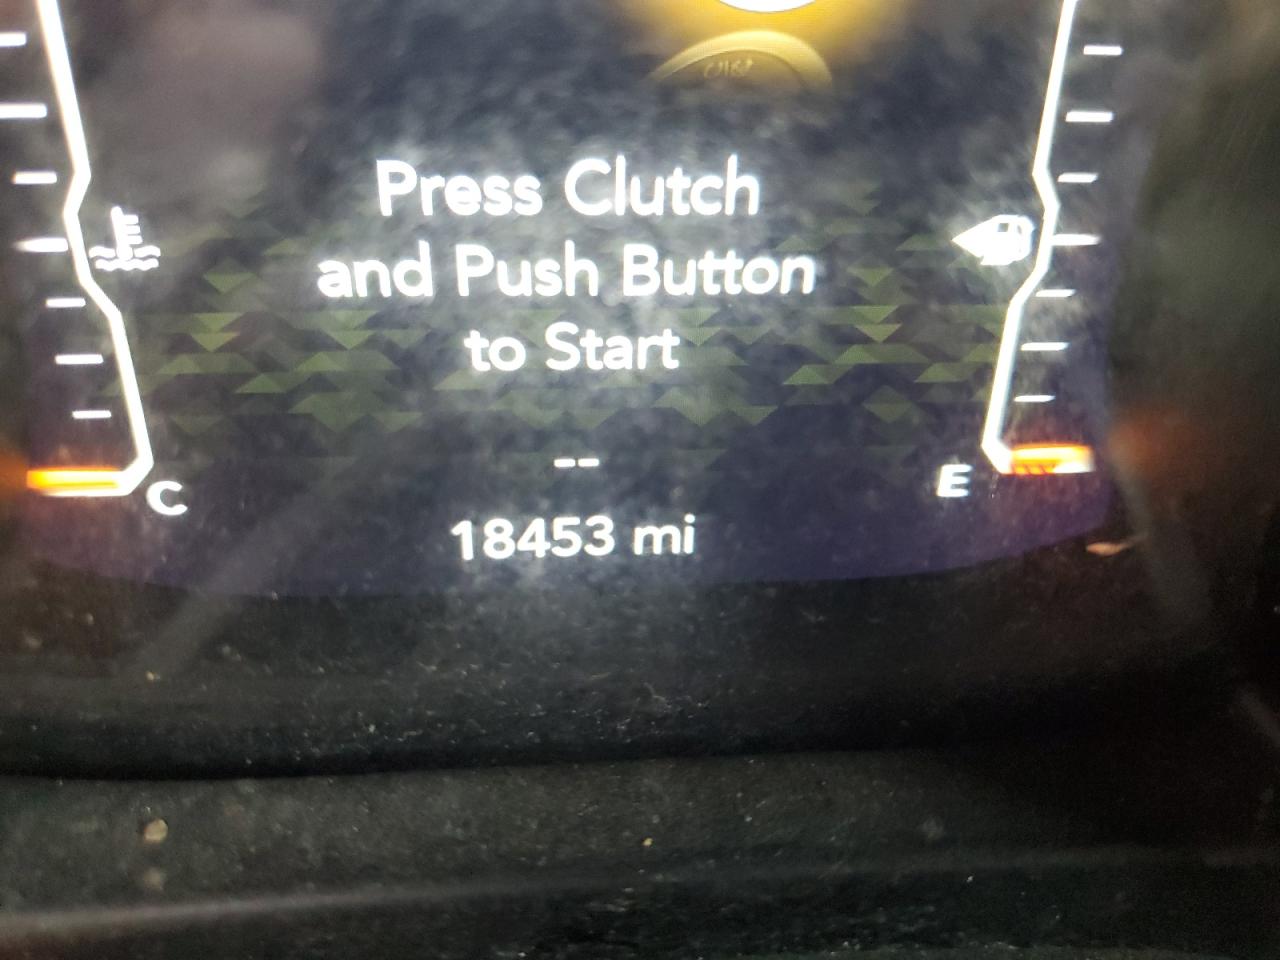 Press Clutch
and Push Button
to Start
--
C
E
18453 mi